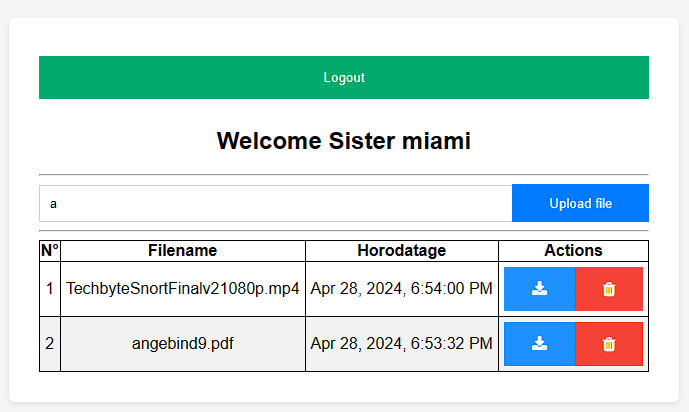 Logout
Welcome Sister miami
a
Upload file
N° Filename Horodatage Actions
1 TechbyteSnortFinalv21080p.mp4 Apr 28, 2024, 6:54:00 PM
2 angebind9.pdf Apr 28, 2024, 6:53:32 PM